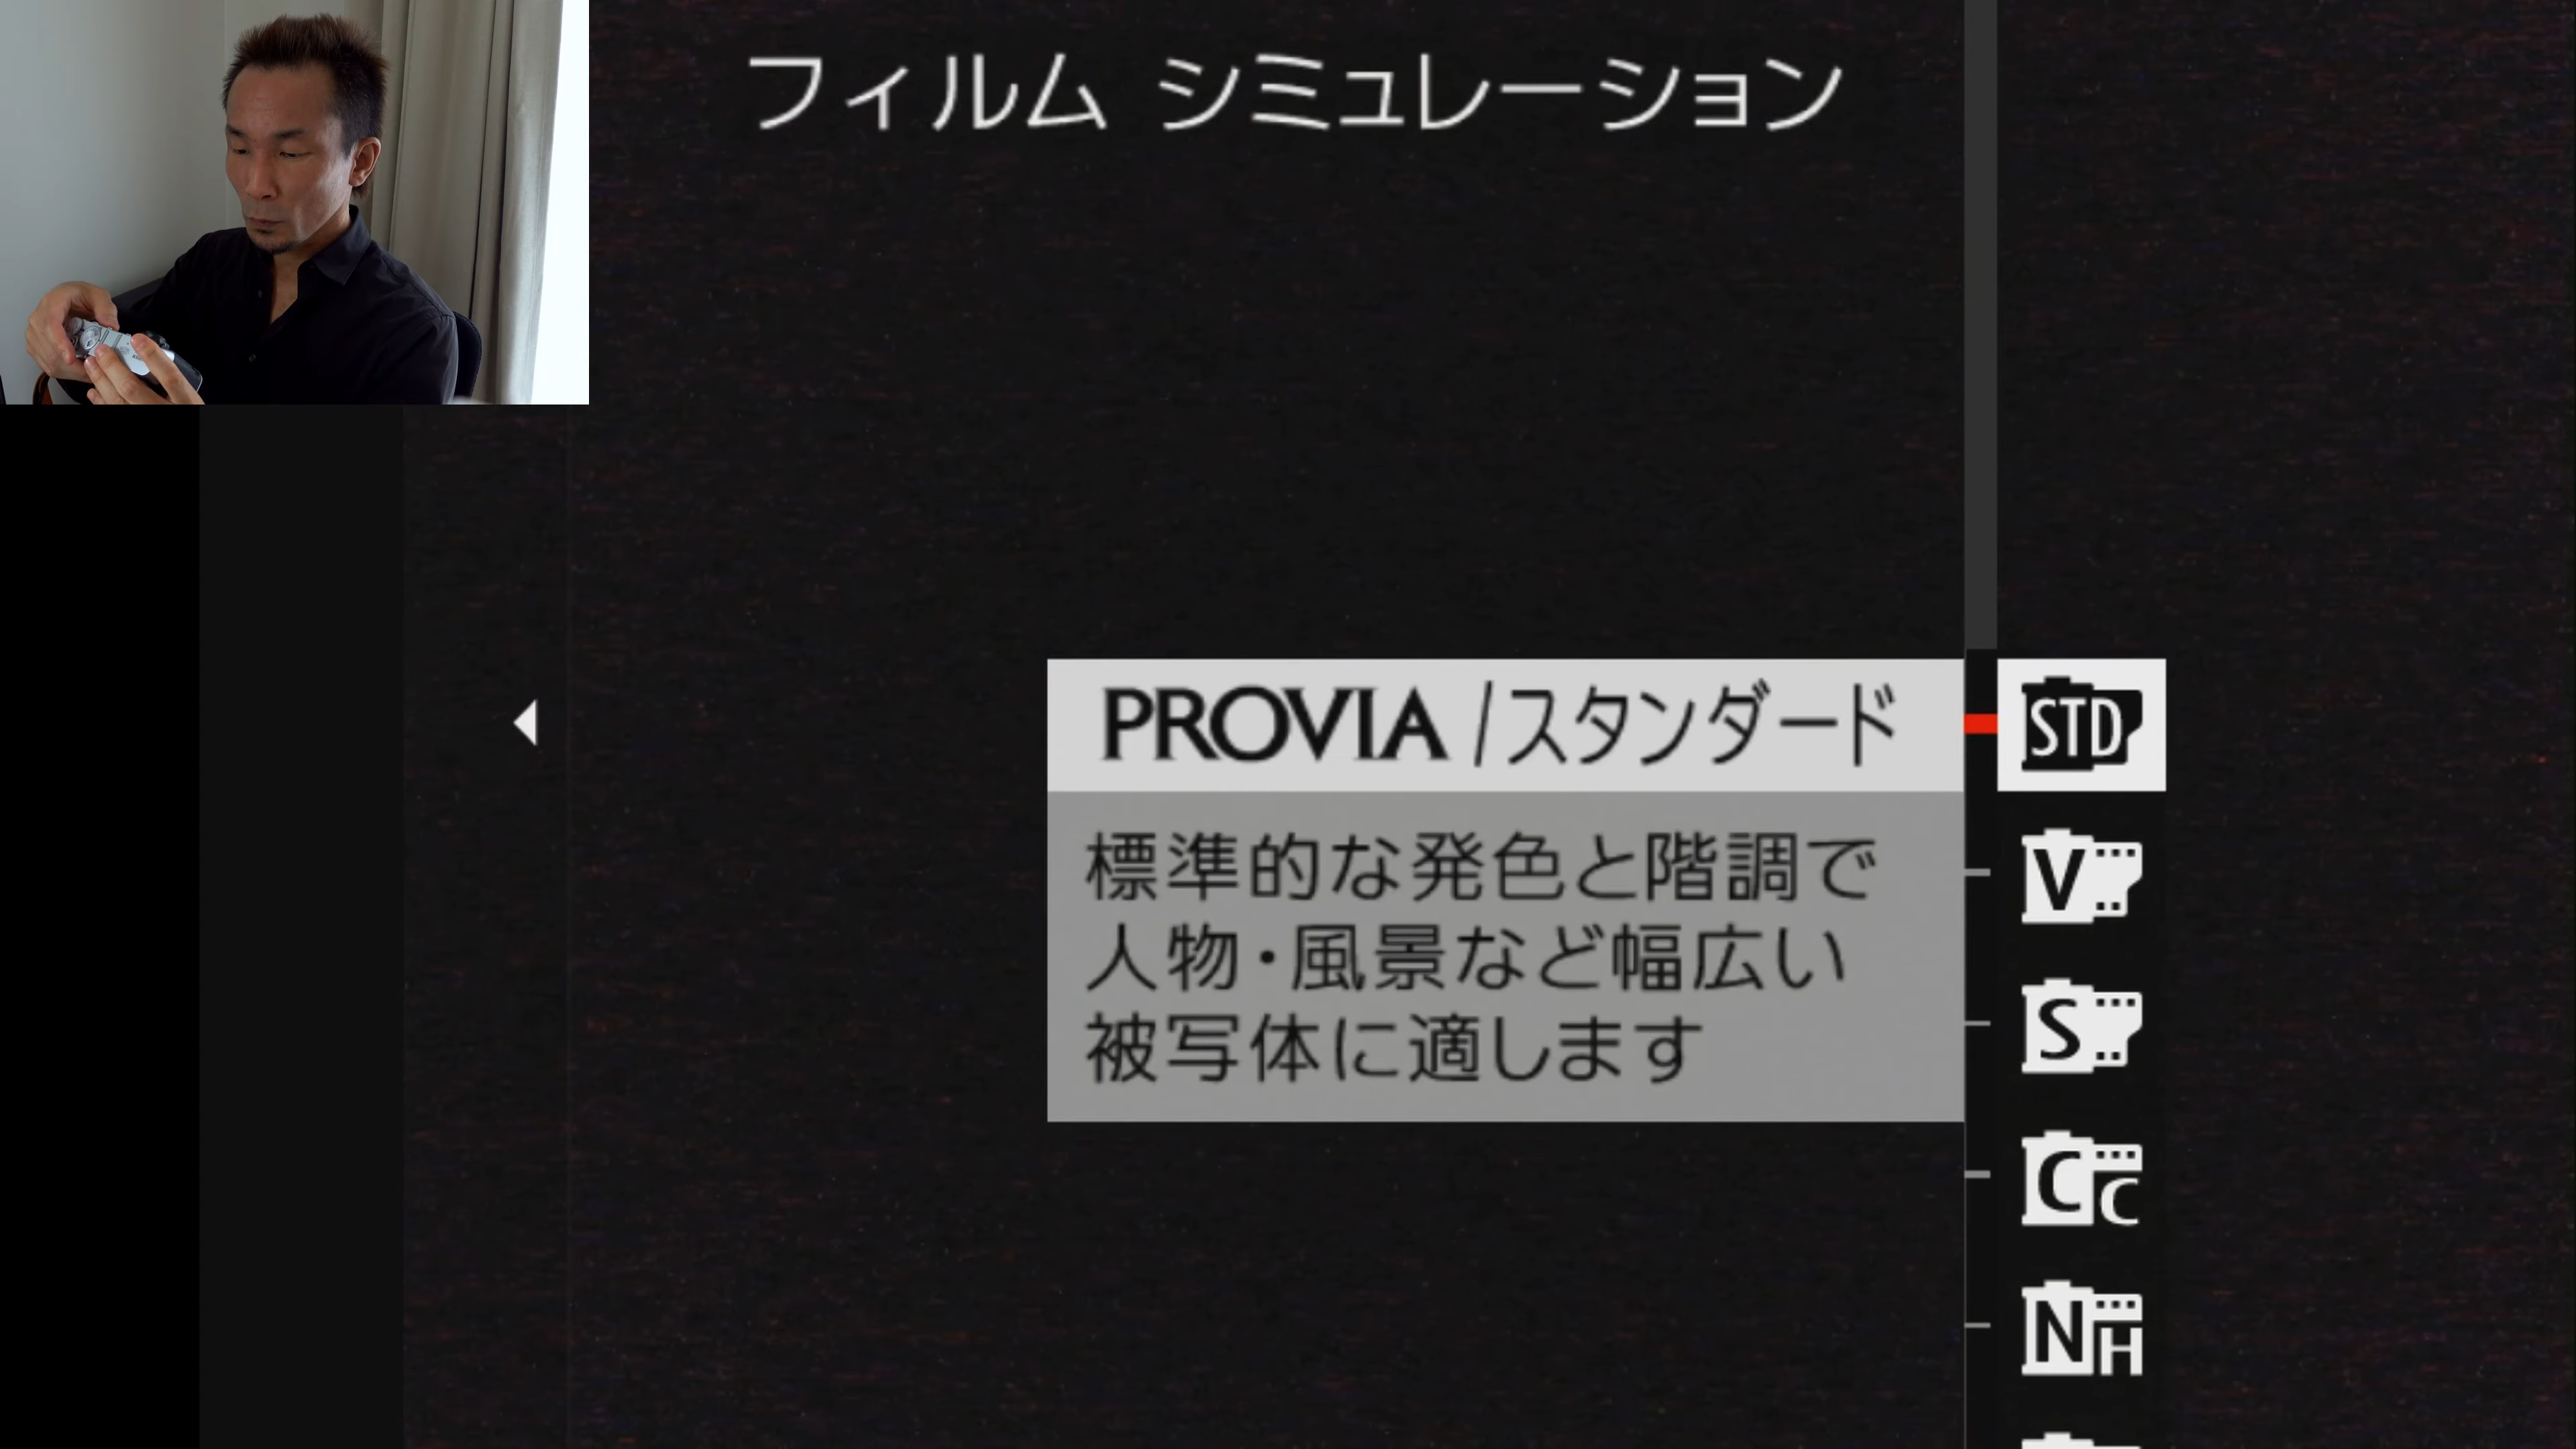 フィルム シミュレーション
PROVIA /スタンダード
STD
標準的な発色と階調で
人物・風景など幅広い
被写体に適します
V
S
Cc
NH